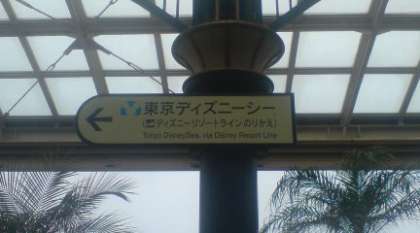 東京ディズニーシー
(ディズニーリゾートライン のりかえ)
Tokyo DisneySea, via Disney Resort Line